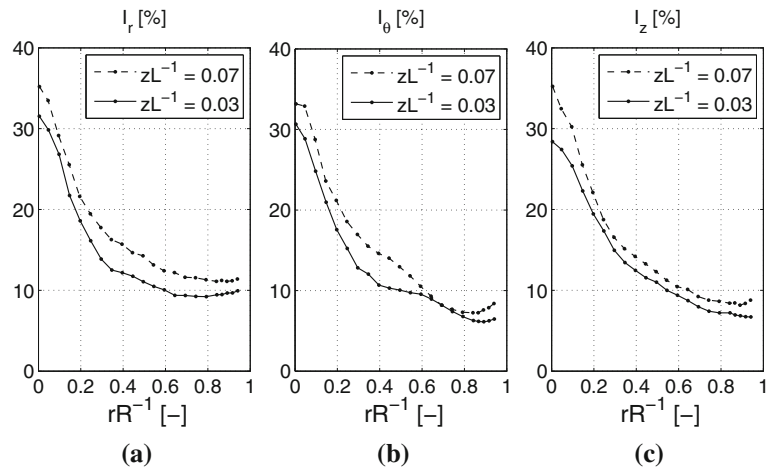 I_r [%]
I_θ [%]
I_z [%]
40
30
20
10
0
zL⁻¹ = 0.07
zL⁻¹ = 0.03
0 0.2 0.4 0.6 0.8 1
rR⁻¹ [–]
(a)
40
30
20
10
0
zL⁻¹ = 0.07
zL⁻¹ = 0.03
0 0.2 0.4 0.6 0.8 1
rR⁻¹ [–]
(b)
40
30
20
10
0
zL⁻¹ = 0.07
zL⁻¹ = 0.03
0 0.2 0.4 0.6 0.8 1
rR⁻¹ [–]
(c)